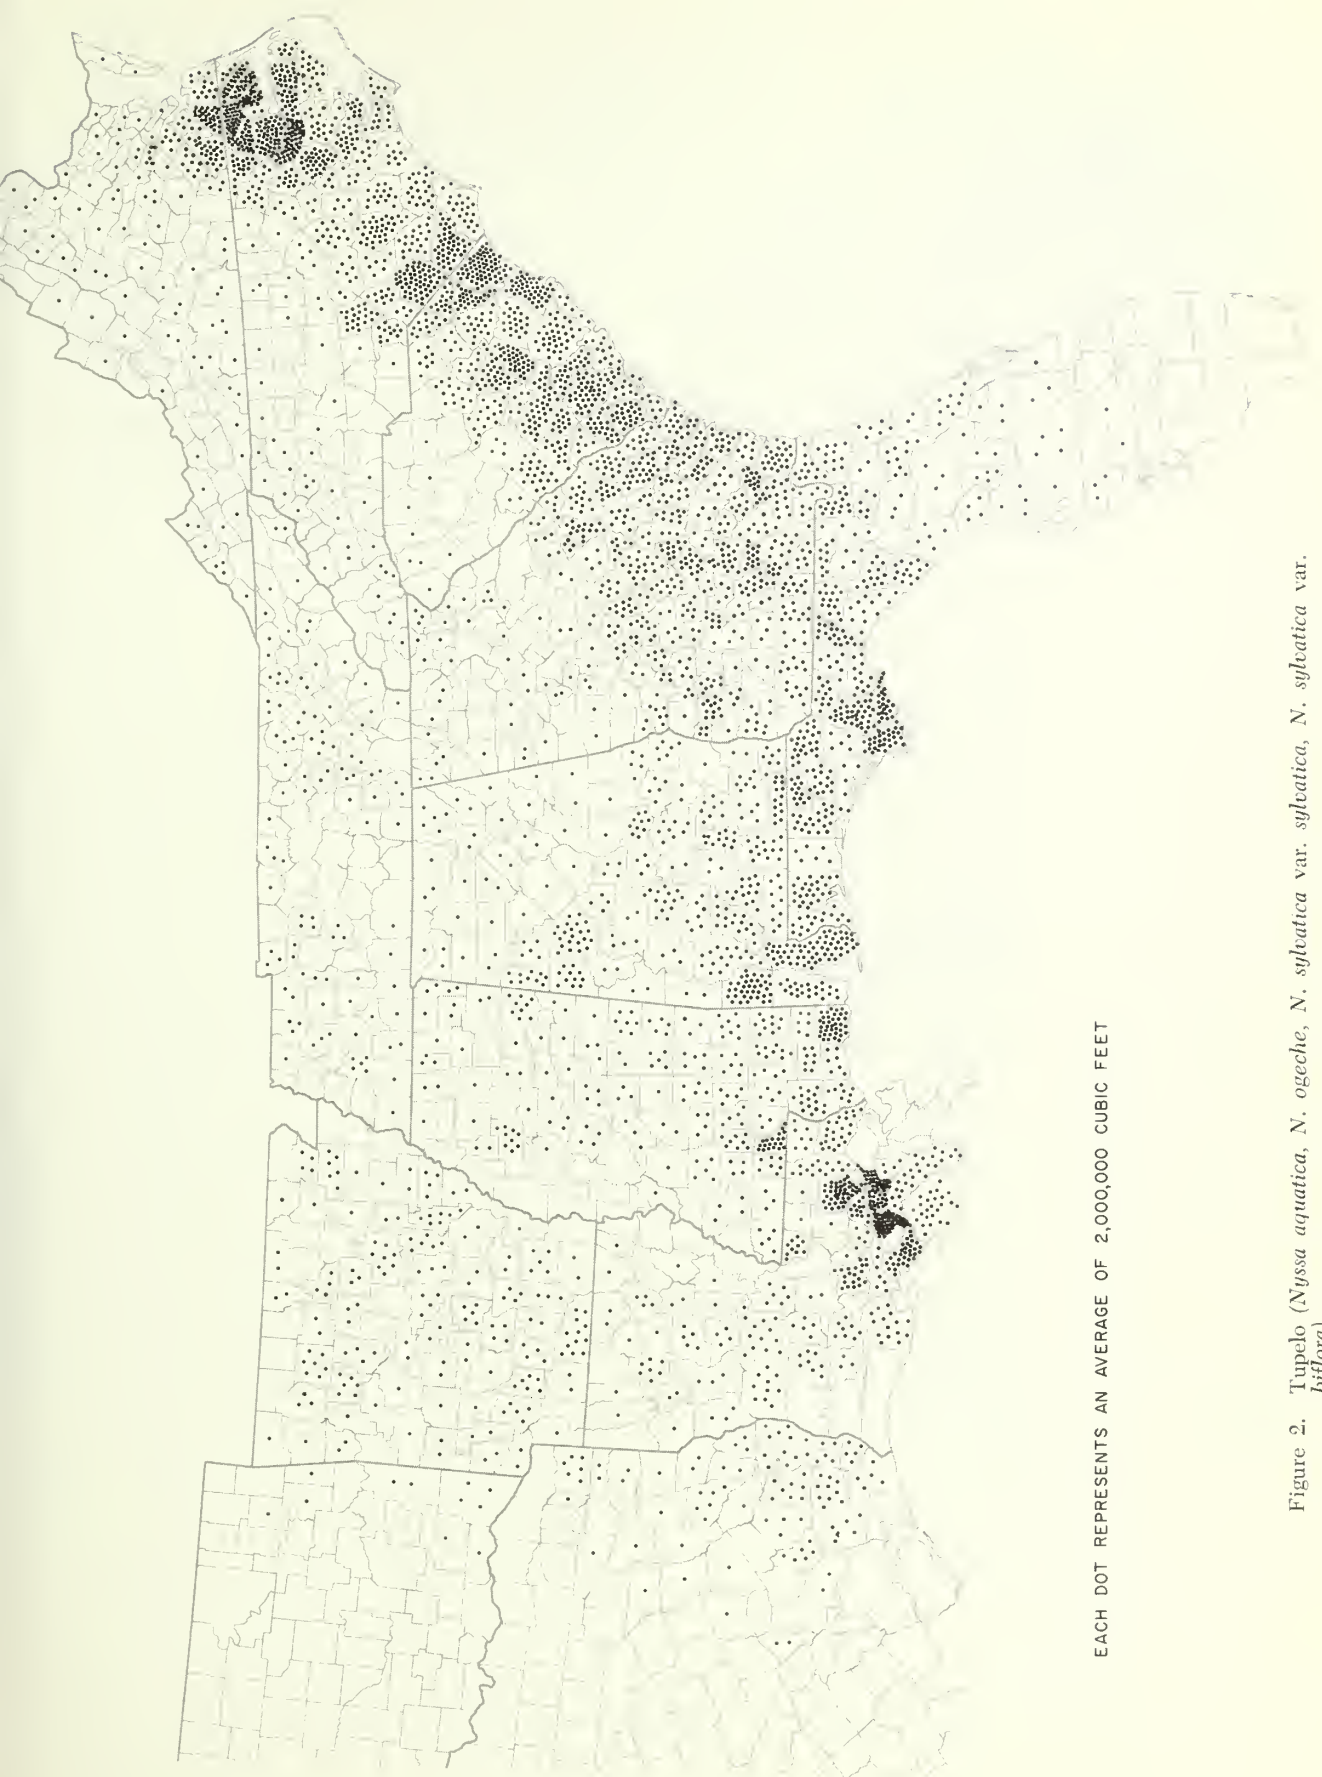 EACH DOT REPRESENTS AN AVERAGE OF 2,000,000 CUBIC FEET
Figure 2. Tupelo (Nyssa aquatica, N. ogeche, N. sylvatica var. sylvatica, N. sylvatica var.
biflora)